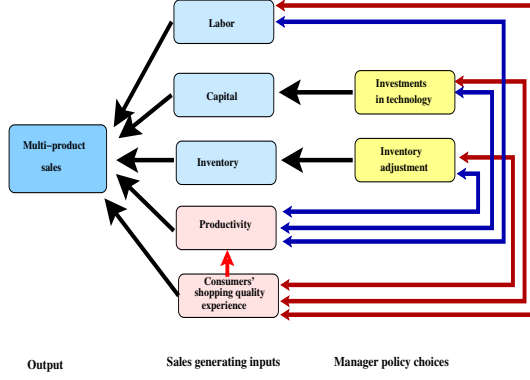 Labor
Capital
Investments
in technology
Multi−product
sales
Inventory
Inventory
adjustment
Productivity
Consumers'
shopping quality
experience
Output
Sales generating inputs
Manager policy choices